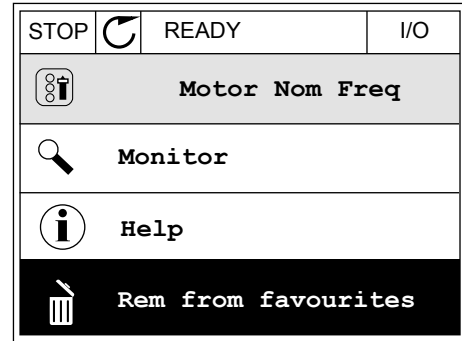 STOP READY I/O
Motor Nom Freq
Monitor
Help
Rem from favourites